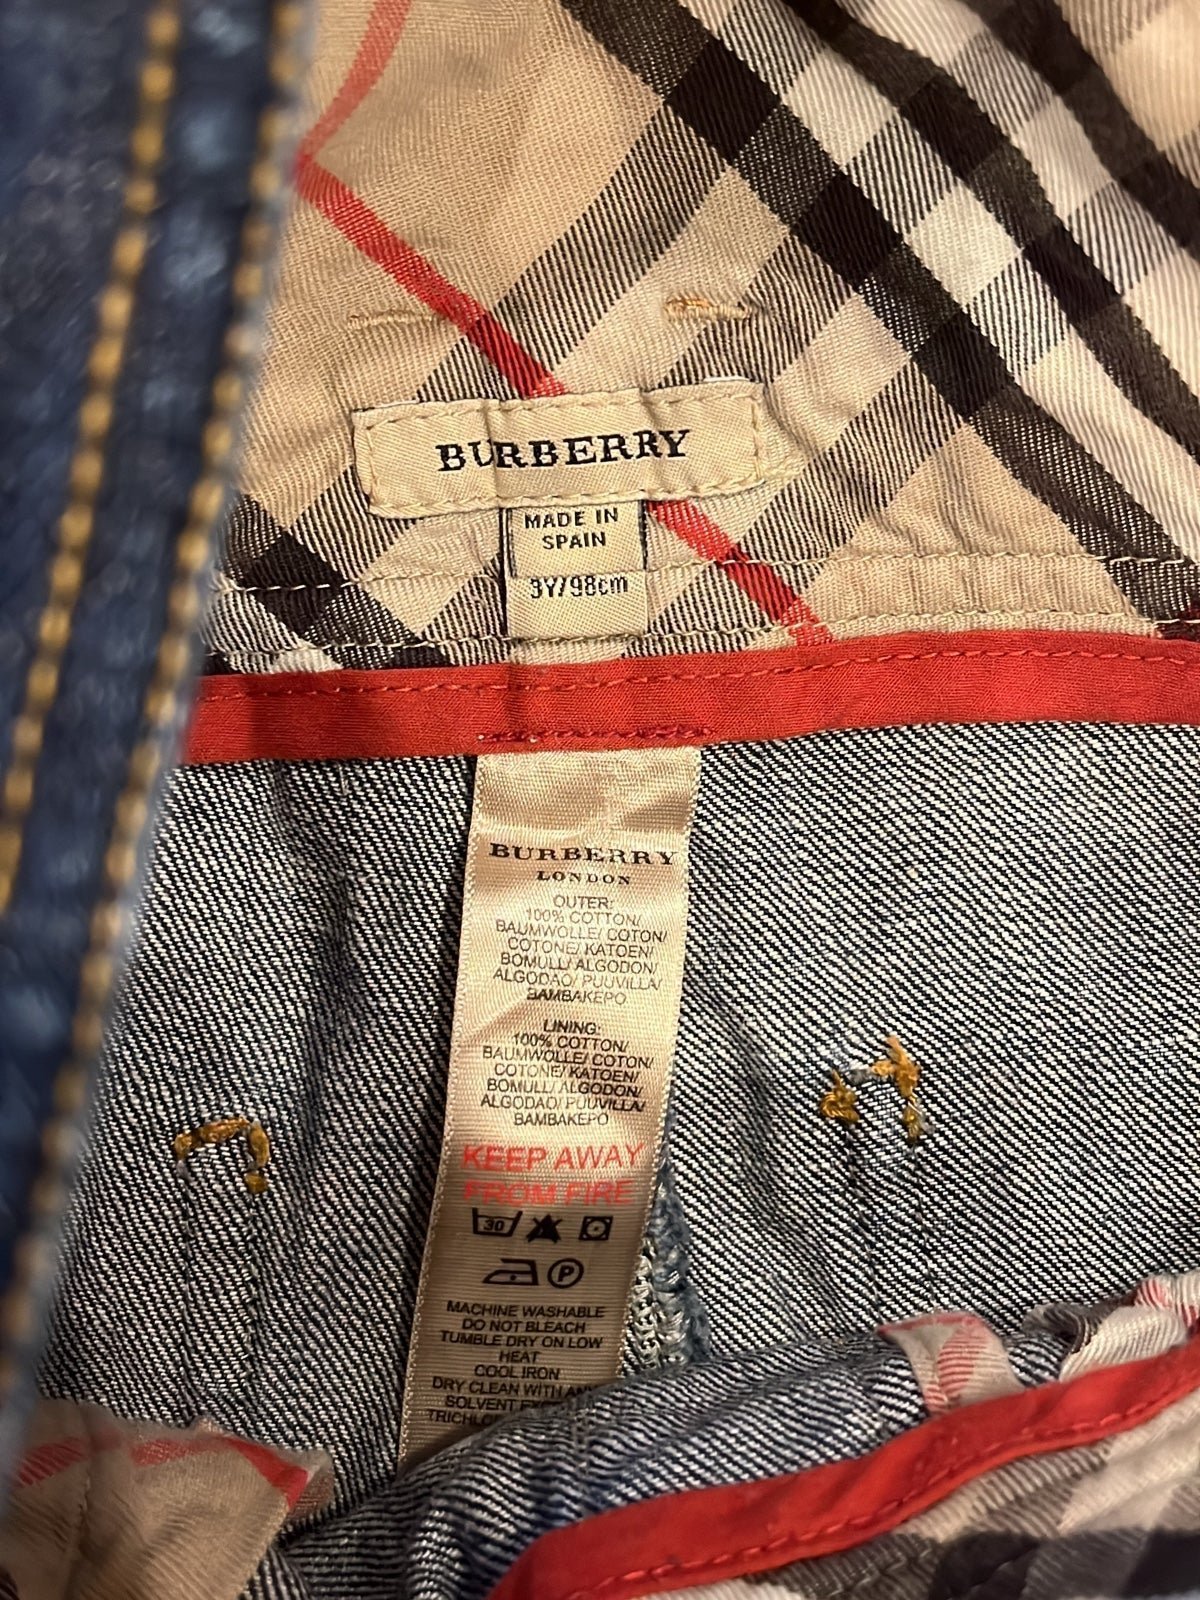 BURBERRY
MADE IN
SPAIN
3Y/98cm
BURBERRY
LONDON
OUTER:
100% COTTON/
BAUMWOLLE/ COTON/
COTONE/ KATOEN/
BOMULL/ ALGODON/
ALGODAO/ PUUVILLA/
BAMBAKEPO
LINING:
100% COTTON/
BAUMWOLLE/ COTON/
COTONE/ KATOEN/
BOMULL/ ALGODON/
ALGODAO/ PUUVILLA/
BAMBAKEPO
KEEP AWAY
FROM FIRE
30
P
MACHINE WASHABLE
DO NOT BLEACH
TUMBLE DRY ON LOW
HEAT
COOL IRON
DRY CLEAN WITH ANY
SOLVENT